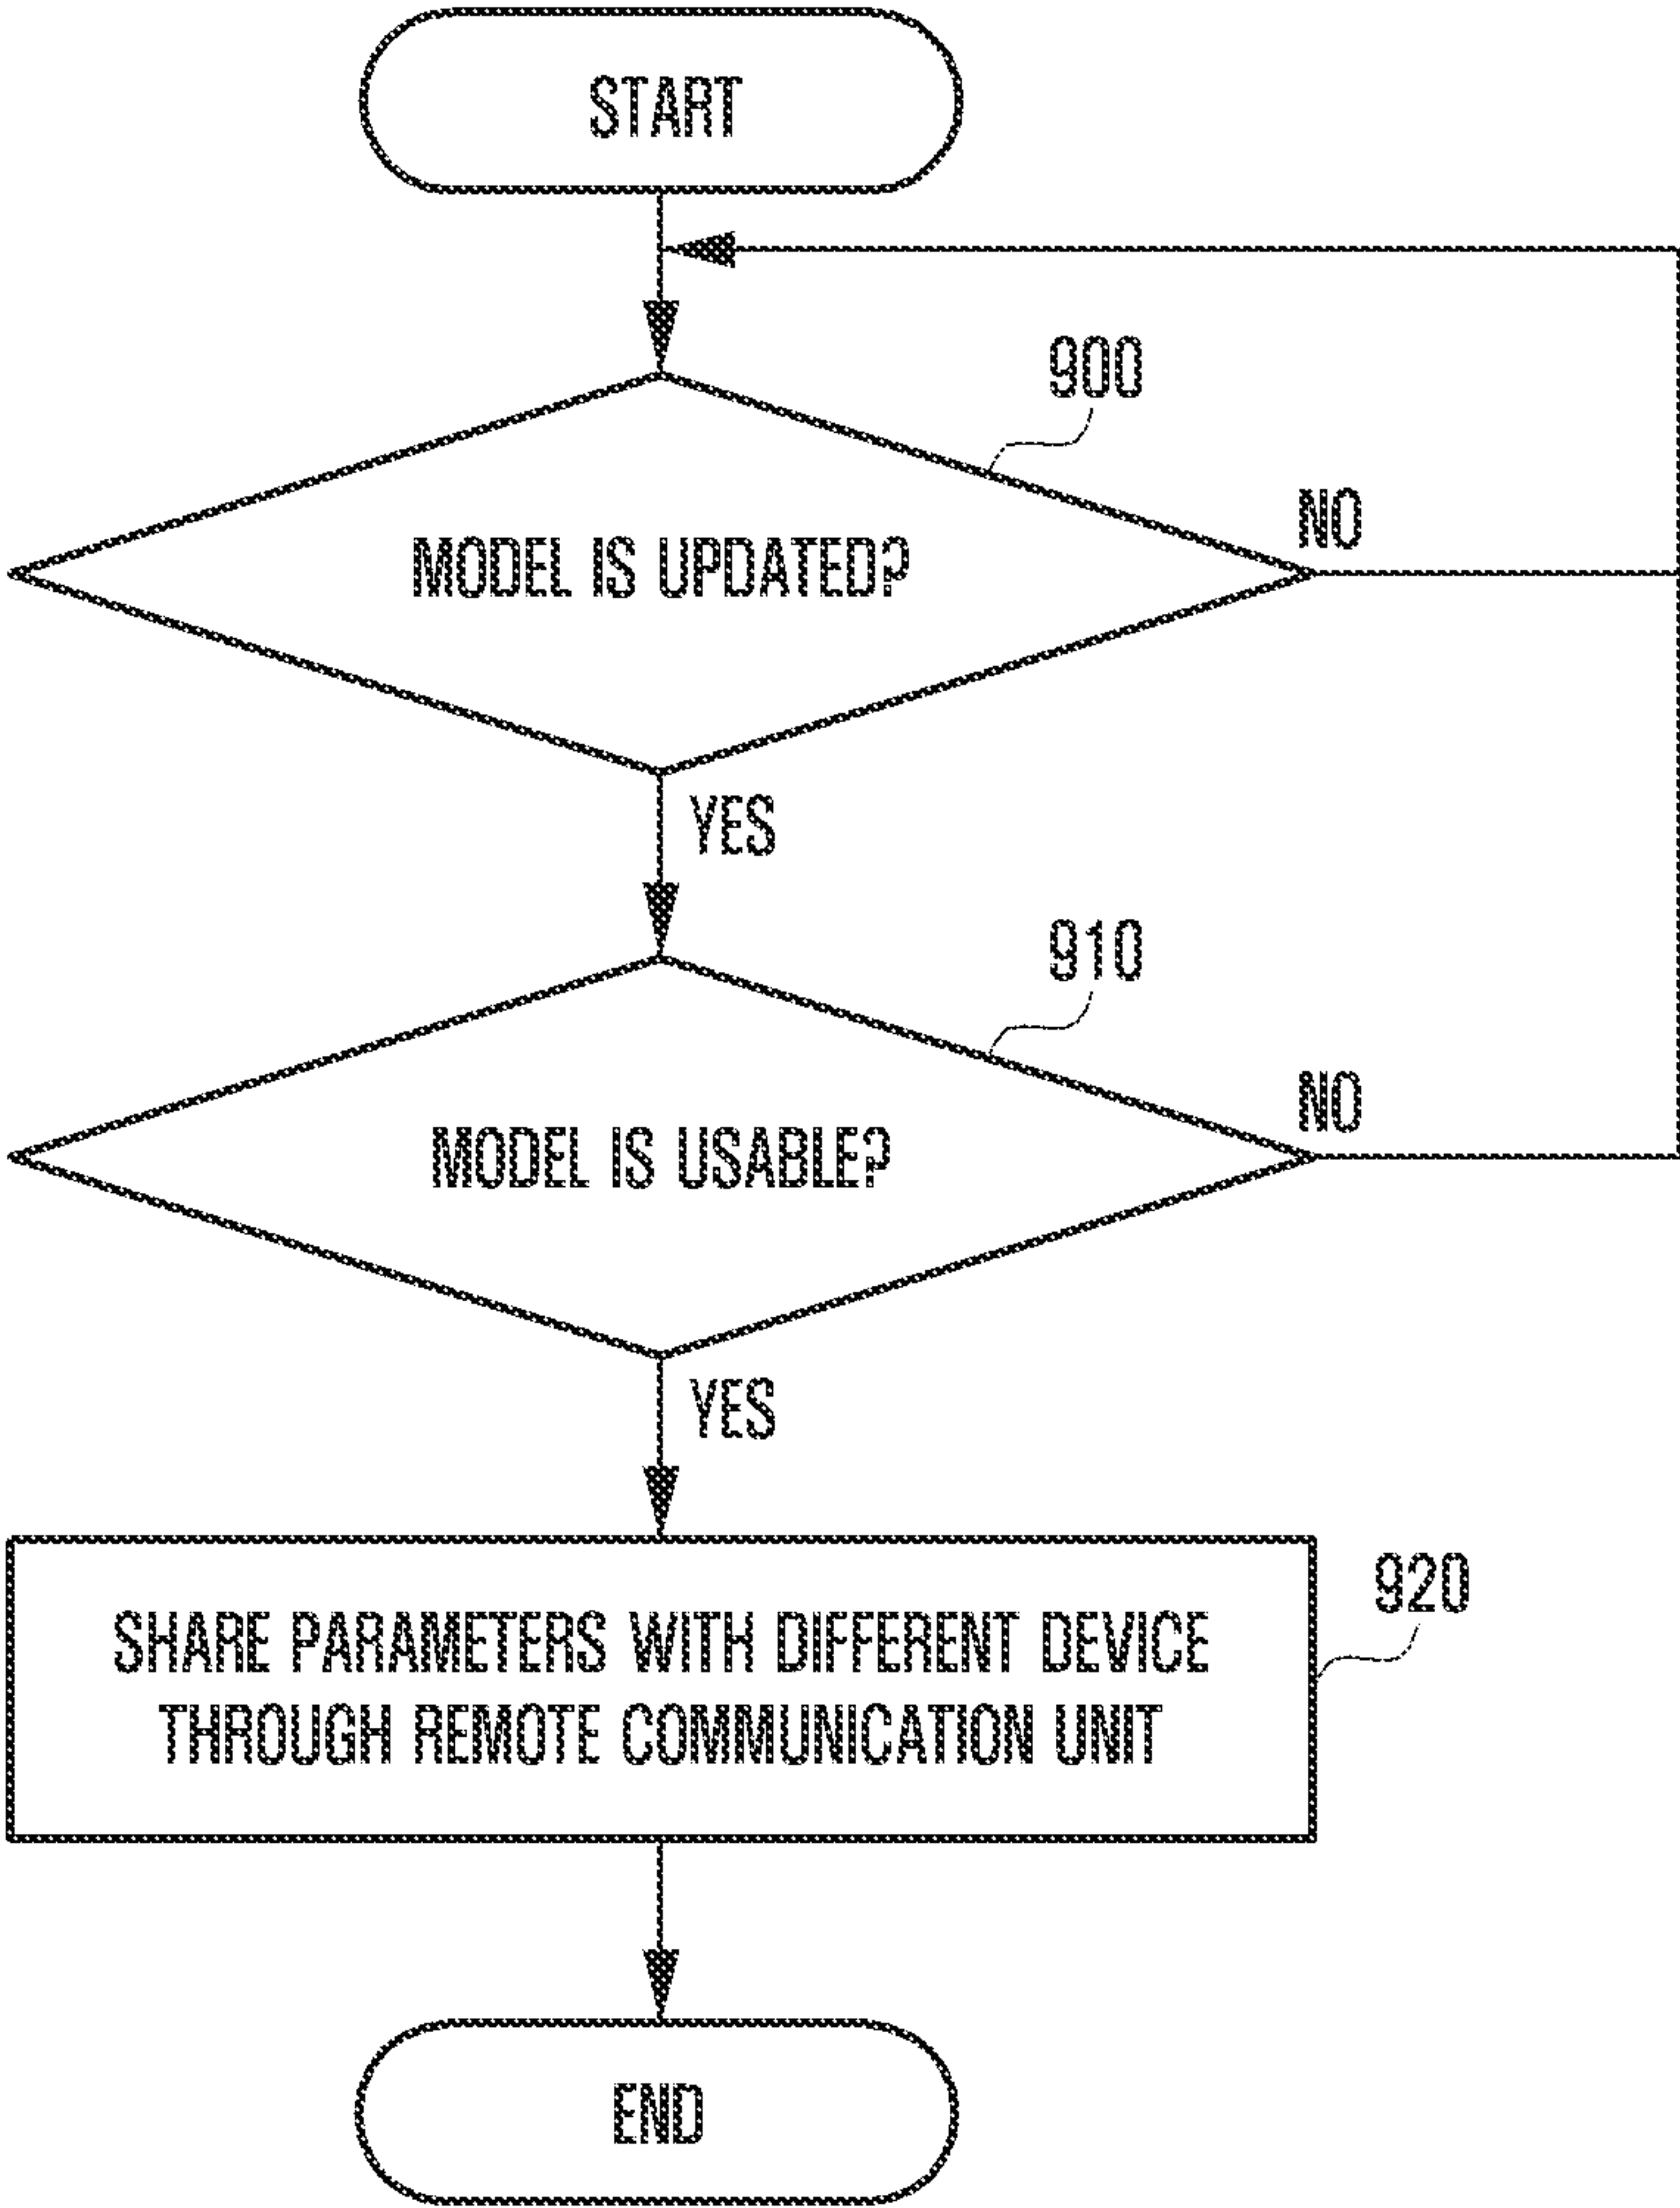 START
900
NO
MODEL IS UPDATED?
YES
910
NO
MODEL IS USABLE?
YES
920
SHARE PARAMETERS WITH DIFFERENT DEVICE
THROUGH REMOTE COMMUNICATION UNIT
END